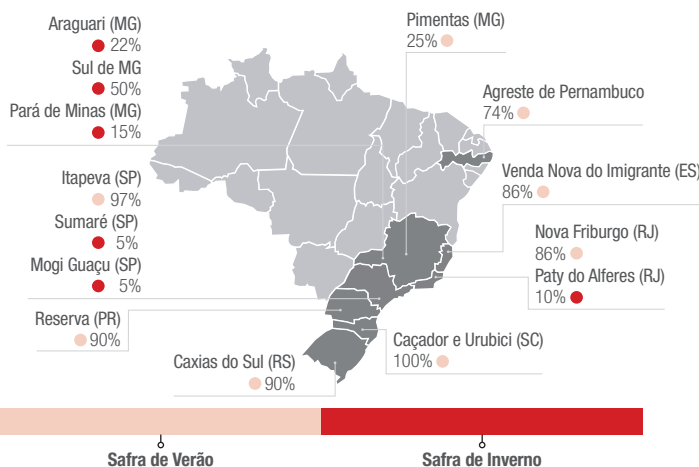 Araguari (MG)
22%
Sul de MG
50%
Pará de Minas (MG)
15%
Itapeva (SP)
97%
Sumaré (SP)
5%
Mogi Guaçu (SP)
5%
Reserva (PR)
90%
Caxias do Sul (RS)
90%
Pimentas (MG)
25%
Agreste de Pernambuco
74%
Venda Nova do Imigrante (ES)
86%
Nova Friburgo (RJ)
86%
Paty do Alferes (RJ)
10%
Caçador e Urubici (SC)
100%
Safra de Verão
Safra de Inverno